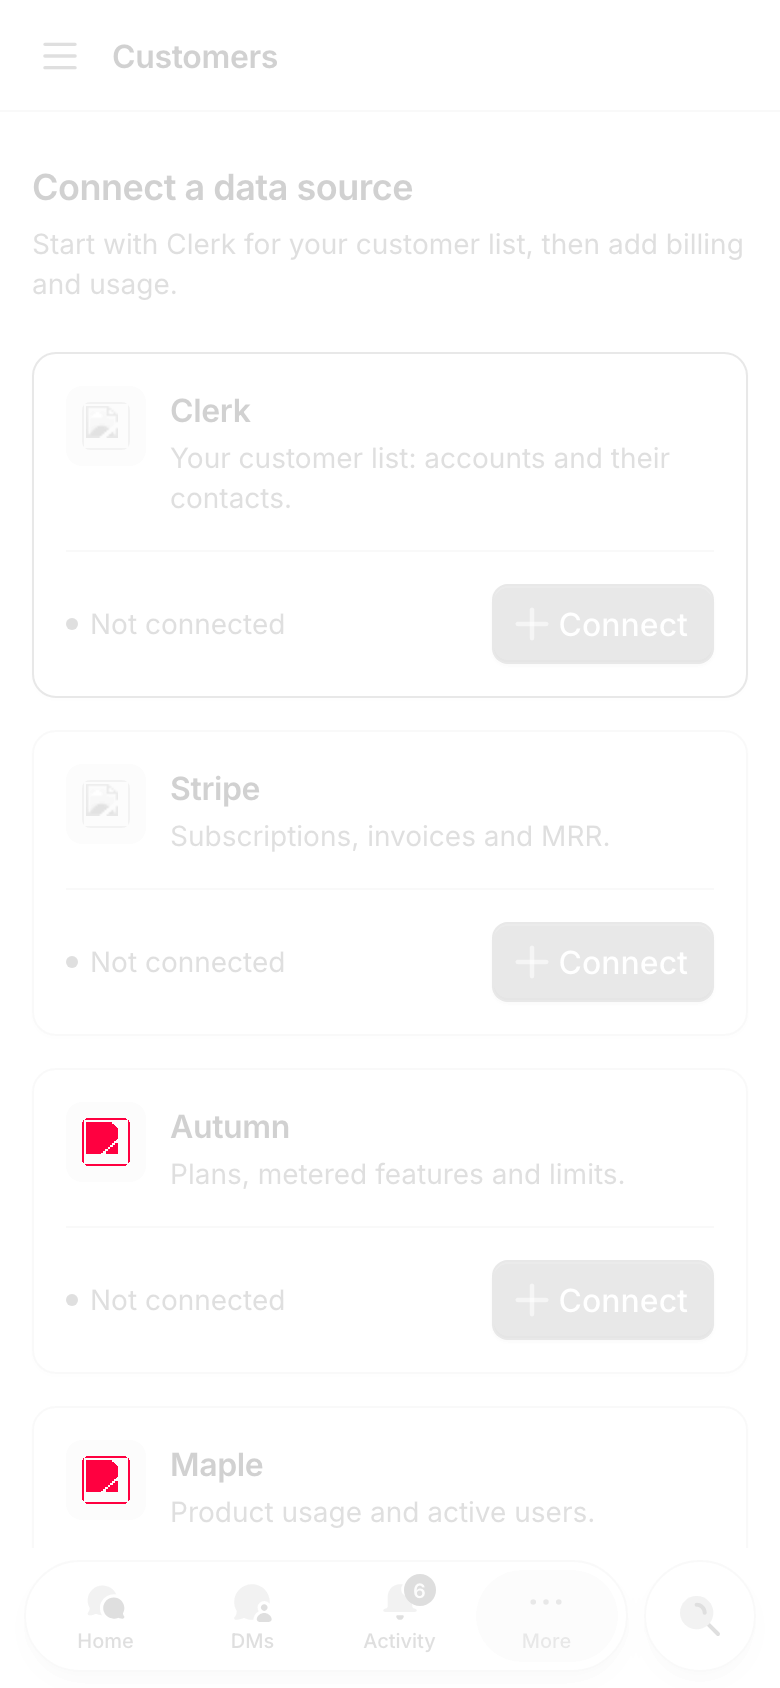 Customers
Connect a data source
Start with Clerk for your customer list, then add billing
and usage.
Clerk
Your customer list: accounts and their
contacts.
Not connected
Connect
Stripe
Subscriptions, invoices and MRR.
Not connected
Connect
Autumn
Plans, metered features and limits.
Not connected
Connect
Maple
Product usage and active users.
6
Home
DMs
Activity
More